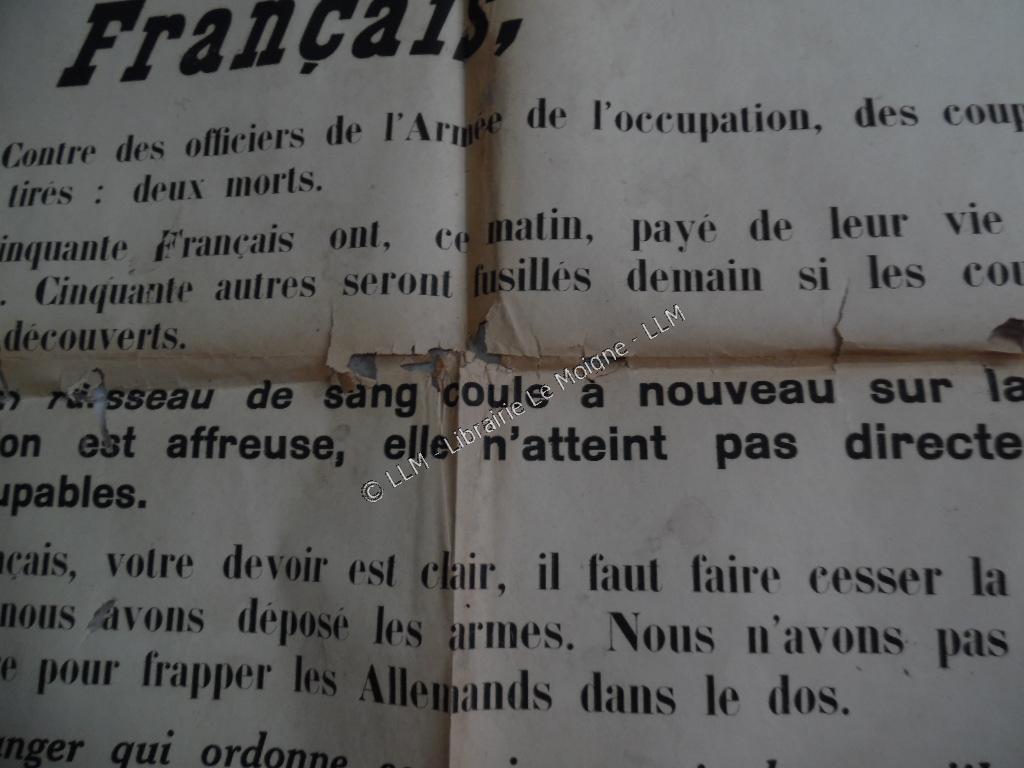 Français,
Contre des officiers de l'Armée de l'occupation, des coup
tirés : deux morts.
inquante Français ont, ce matin, payé de leur vie
. Cinquante autres seront fusillés demain si les cou
découverts.
ruisseau de sang coule à nouveau sur la
on est affreuse, elle n'atteint pas directe
upables.
çais, votre devoir est clair, il faut faire cesser la
nous avons déposé les armes. Nous n'avons pas
e pour frapper les Allemands dans le dos.
anger qui ordonne
© LLM - Librairie Le Moigne - LLM